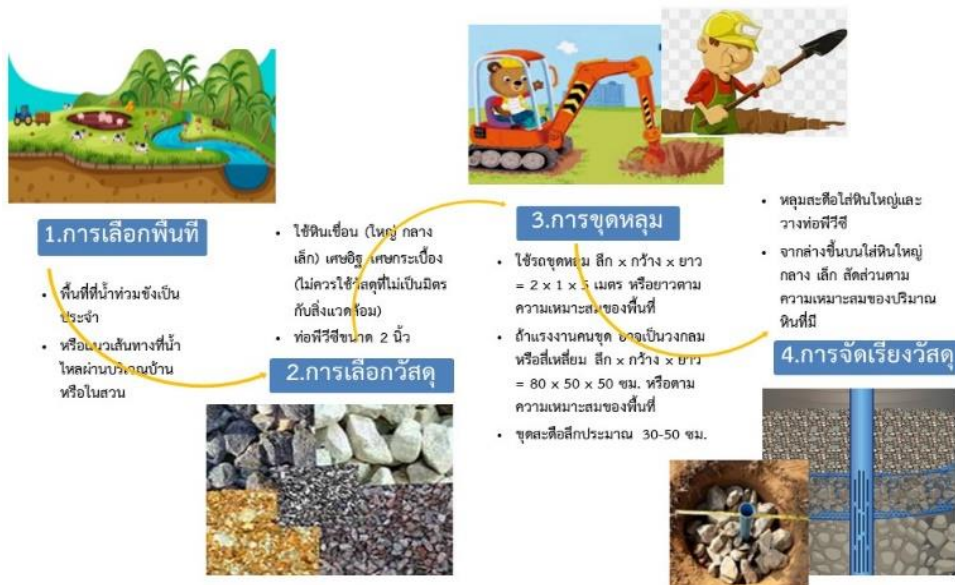 1.การเลือกพื้นที่
• พื้นที่ที่น้ำท่วมขังเป็น
ประจำ
• หรือแนวเส้นทางที่น้ำ
ไหลผ่านบริเวณบ้าน
หรือในสวน
• ใช้หินเขื่อน (ใหญ่ กลาง
เล็ก) เศษอิฐ เศษกระเบื้อง
(ไม่ควรใช้วัสดุที่ไม่เป็นมิตร
กับสิ่งแวดล้อม)
• ท่อพีวีซีขนาด 2 นิ้ว
2.การเลือกวัสดุ
3.การขุดหลุม
• ใช้รถขุดหลุม ลึก x กว้าง x ยาว
= 2 x 1 x 5 เมตร หรือยาวตาม
ความเหมาะสมของพื้นที่
• ถ้าแรงงานคนขุด อาจเป็นวงกลม
หรือสี่เหลี่ยม ลึก x กว้าง x ยาว
= 80 x 50 x 50 ซม. หรือตาม
ความเหมาะสมของพื้นที่
• ขุดสะดือลึกประมาณ 30-50 ซม.
• หลุมสะดือใส่หินใหญ่และ
วางท่อพีวีซี
• จากล่างขึ้นบนใส่หินใหญ่
กลาง เล็ก สัดส่วนตาม
ความเหมาะสมของปริมาณ
หินที่มี
4.การจัดเรียงวัสดุ